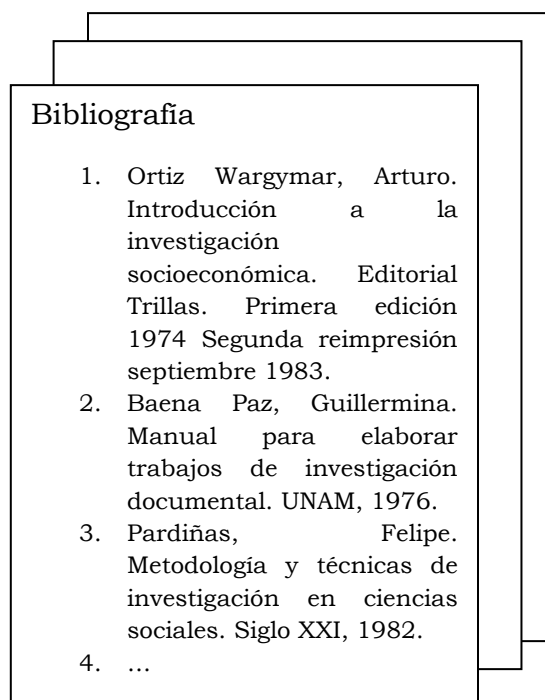 Bibliografía
1. Ortiz Wargymar, Arturo.
Introducción a la
investigación
socioeconómica. Editorial
Trillas. Primera edición
1974 Segunda reimpresión
septiembre 1983.
2. Baena Paz, Guillermina.
Manual para elaborar
trabajos de investigación
documental. UNAM, 1976.
3. Pardiñas, Felipe.
Metodología y técnicas de
investigación en ciencias
sociales. Siglo XXI, 1982.
4. ...